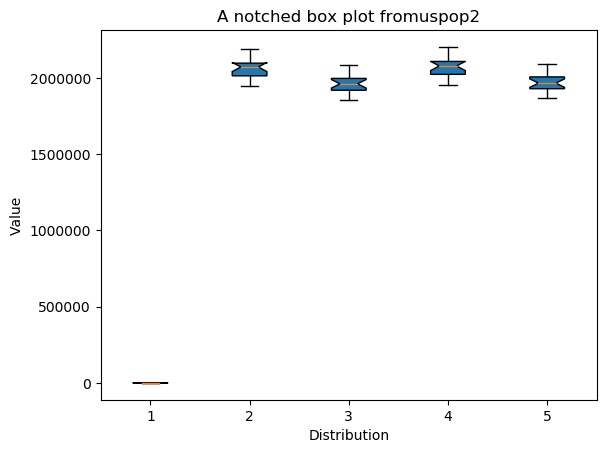 A notched box plot fromuspop2
Value
2000000
1500000
1000000
500000
0
1 2 3 4 5
Distribution